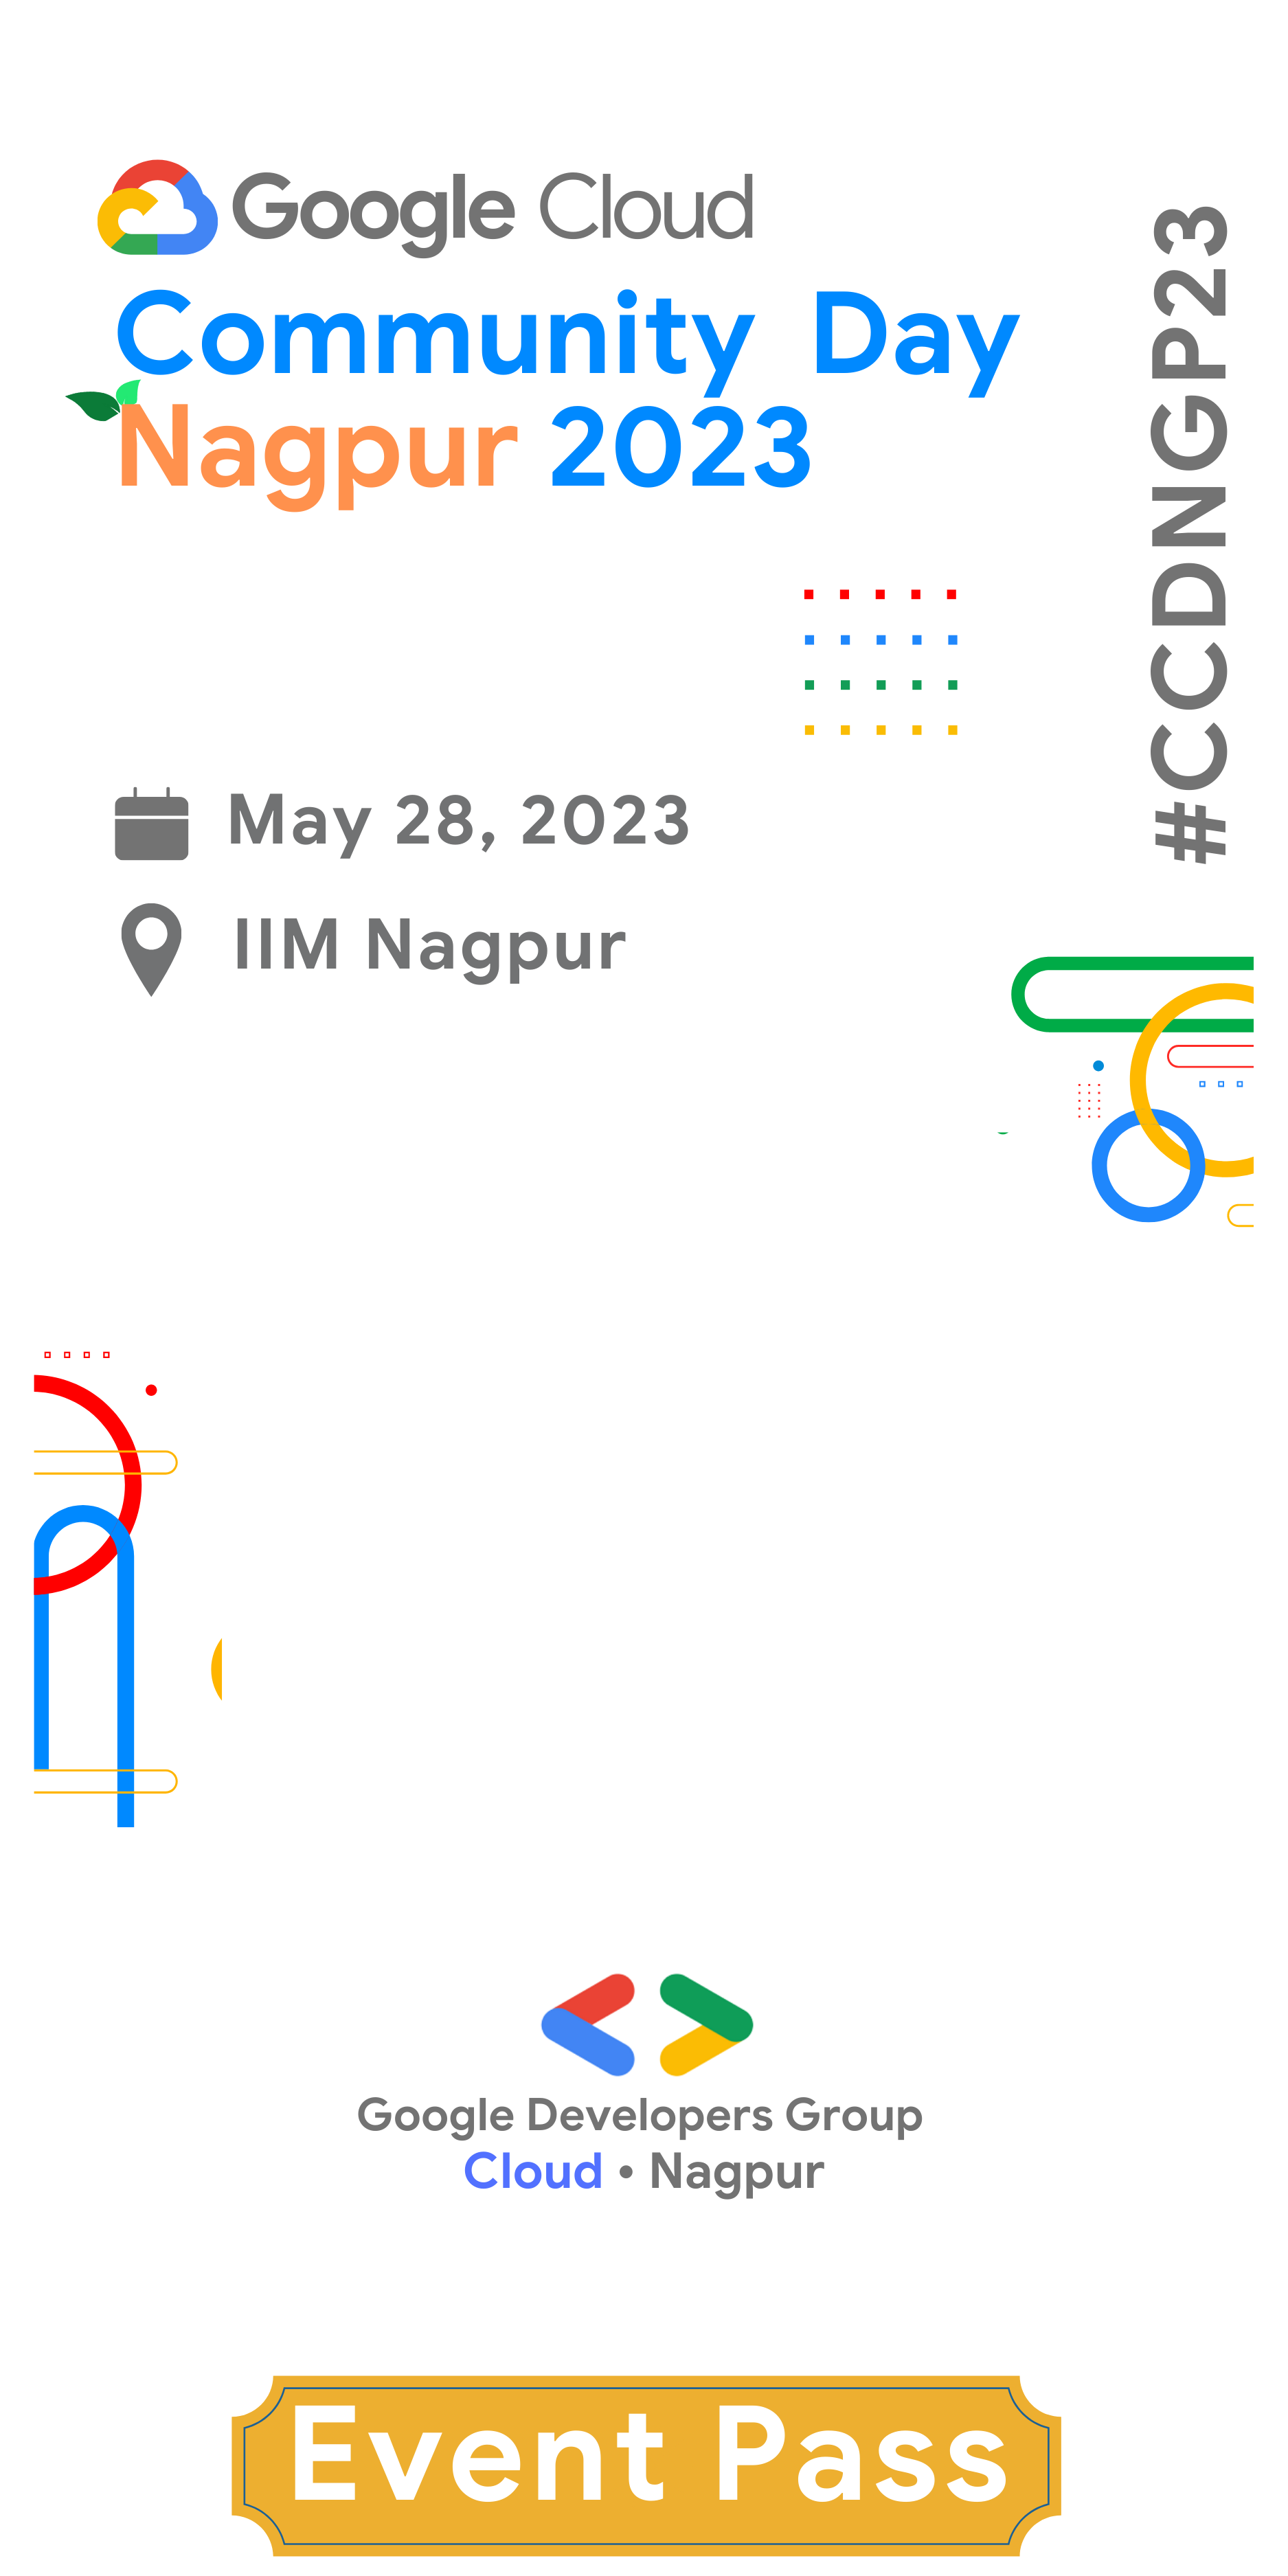 Google Cloud
Community Day
Nagpur 2023
#CCDNGP23
May 28, 2023
IIM Nagpur
Google Developers Group
Cloud • Nagpur
Event Pass